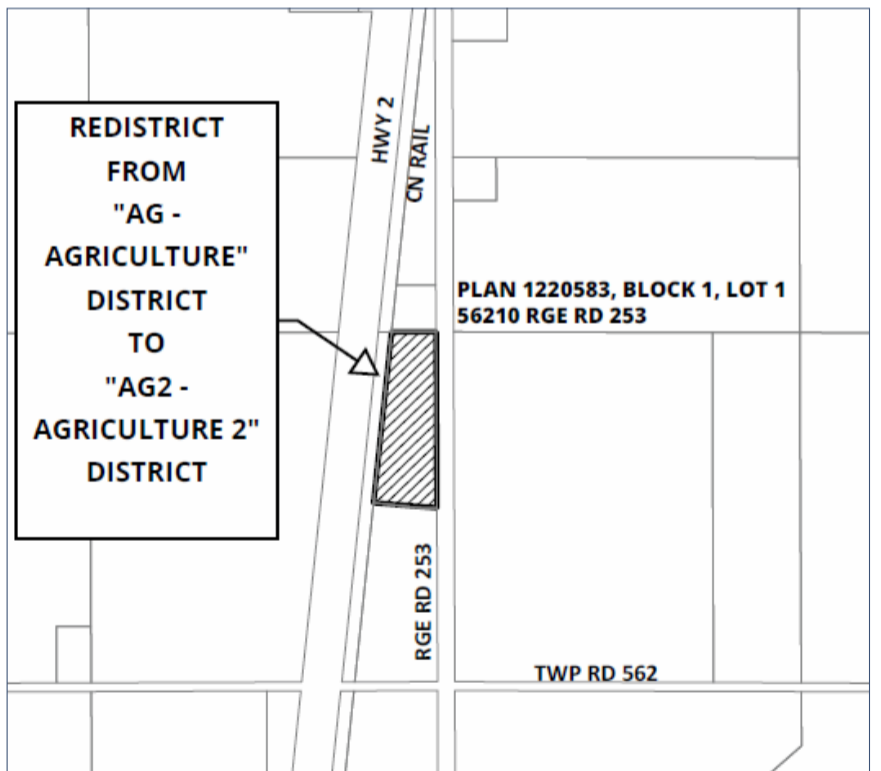 REDISTRICT
FROM
"AG -
AGRICULTURE"
DISTRICT
TO
"AG2 -
AGRICULTURE 2"
DISTRICT
HWY 2
CN RAIL
PLAN 1220583, BLOCK 1, LOT 1
56210 RGE RD 253
RGE RD 253
TWP RD 562